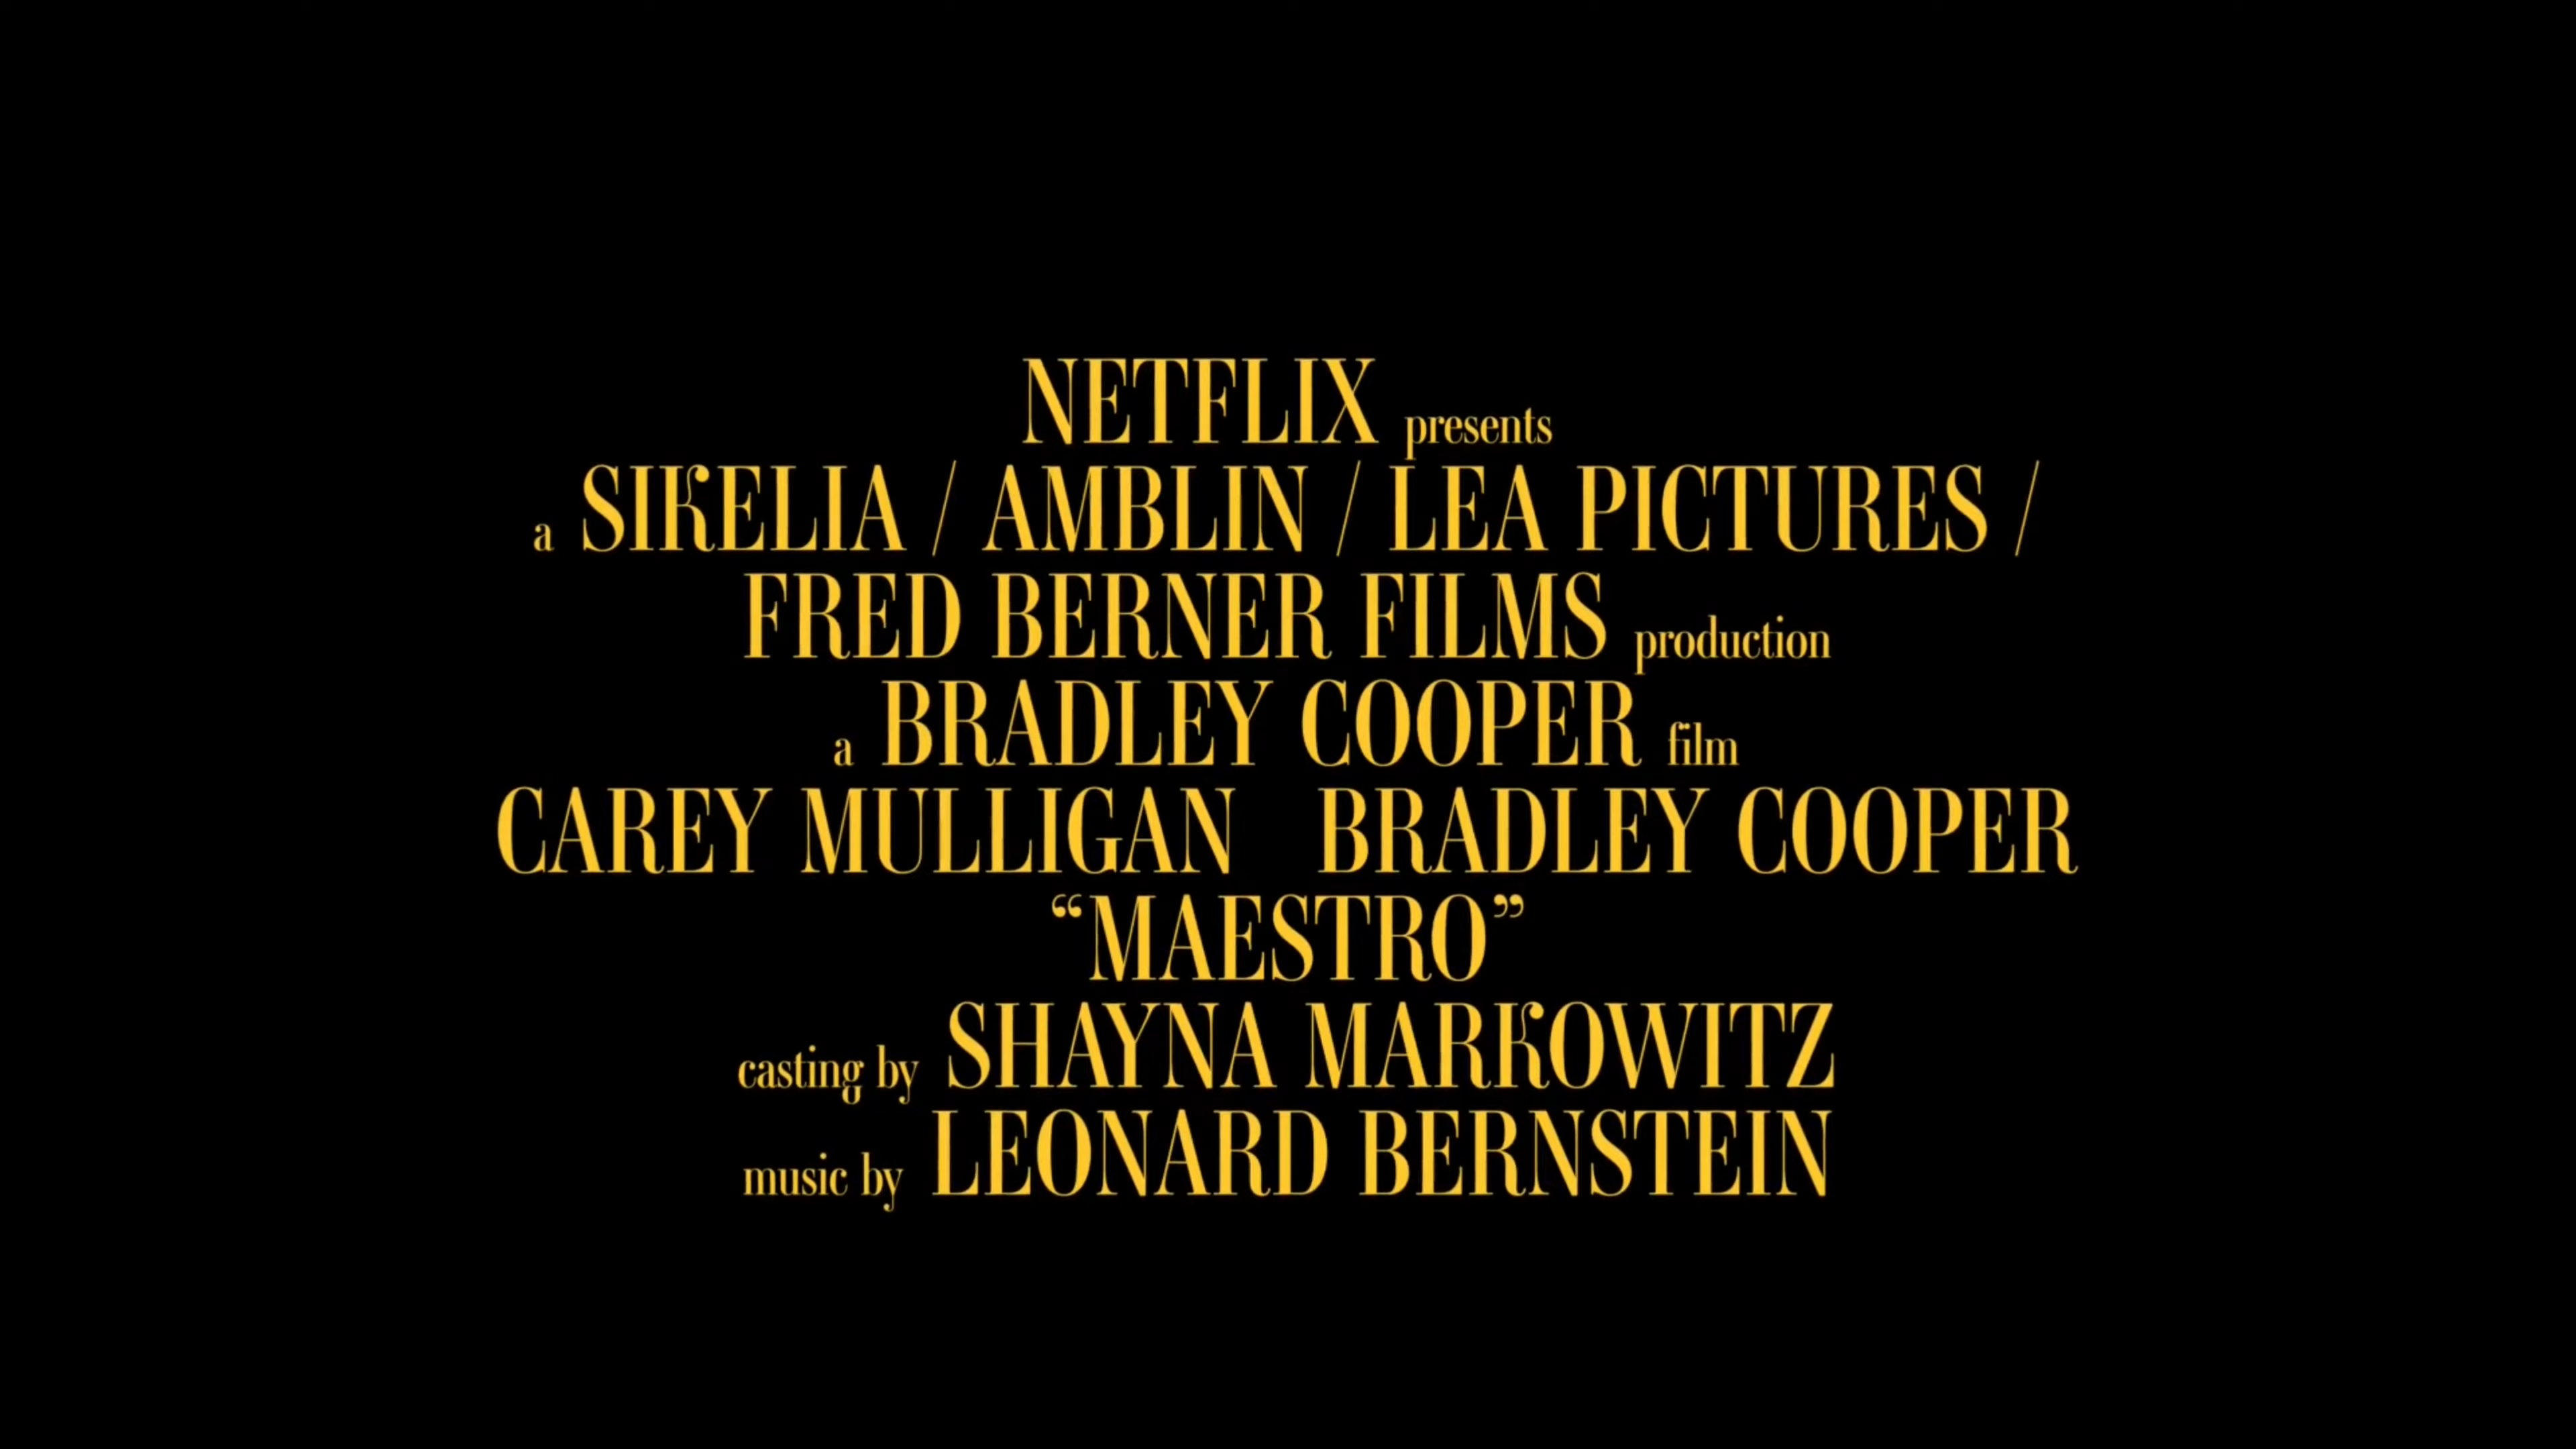 NETFLIX presents
a SIKELIA / AMBLIN / LEA PICTURES /
FRED BERNER FILMS production
a BRADLEY COOPER film
CAREY MULLIGAN BRADLEY COOPER
“MAESTRO”
casting by SHAYNA MARKOWITZ
music by LEONARD BERNSTEIN